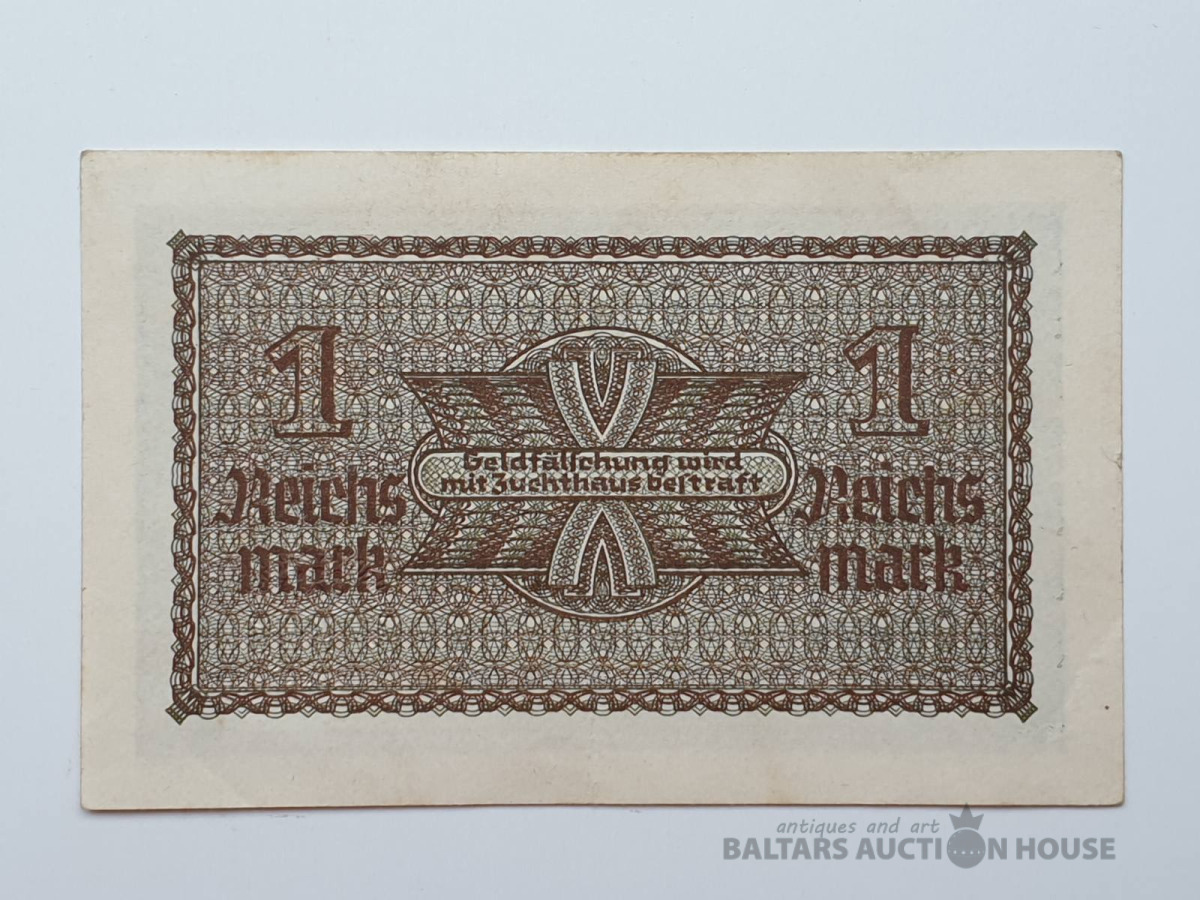 1
1
Geldfälschung wird
mit Zuchthaus bestraft
Reichs
mark
Reichs
mark
antiques and art
BALTARS AUCTION HOUSE